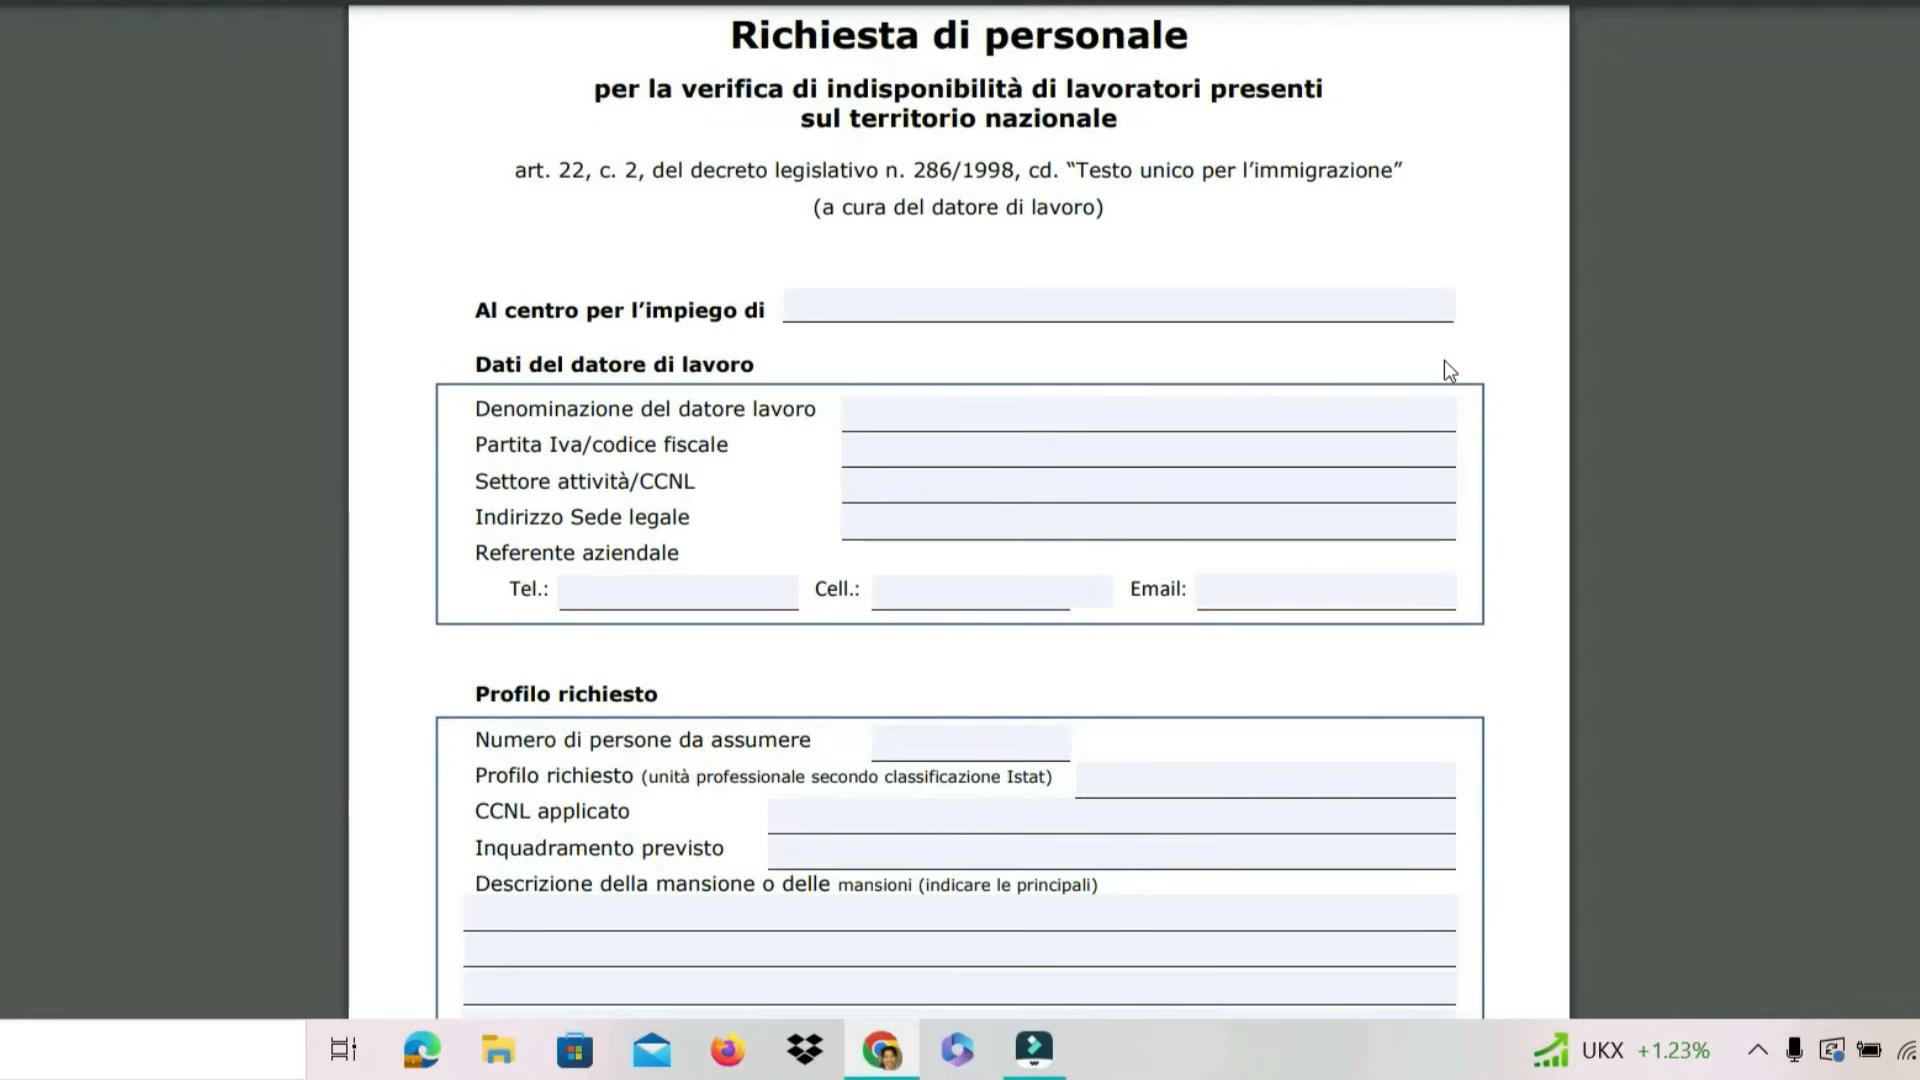 Richiesta di personale
per la verifica di indisponibilità di lavoratori presenti
sul territorio nazionale
art. 22, c. 2, del decreto legislativo n. 286/1998, cd. “Testo unico per l’immigrazione”
(a cura del datore di lavoro)
Al centro per l’impiego di
Dati del datore di lavoro
Denominazione del datore lavoro
Partita Iva/codice fiscale
Settore attività/CCNL
Indirizzo Sede legale
Referente aziendale
Tel.: Cell.: Email:
Profilo richiesto
Numero di persone da assumere
Profilo richiesto (unità professionale secondo classificazione Istat)
CCNL applicato
Inquadramento previsto
Descrizione della mansione o delle mansioni (indicare le principali)
UKX +1.23%